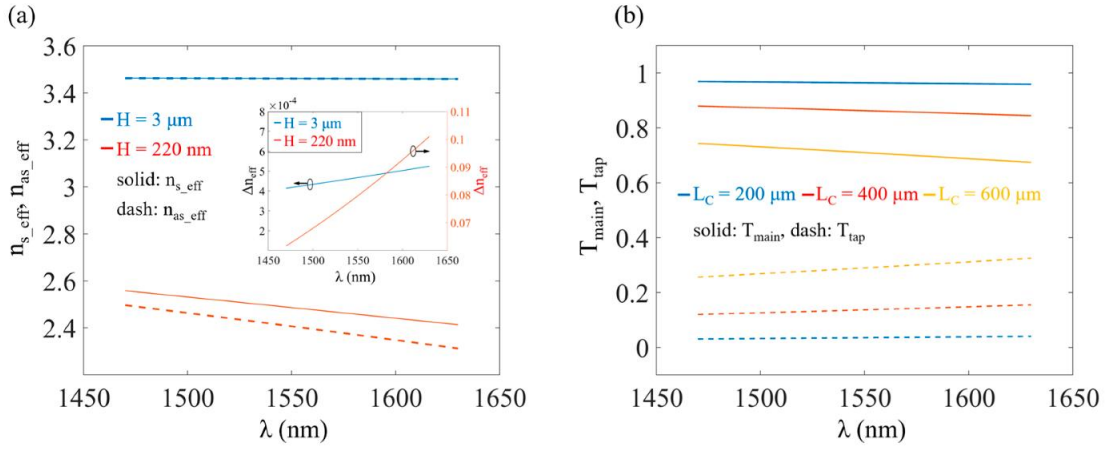 (a)
3.6
3.4
3.2
3
2.8
2.6
2.4
n_s_eff, n_as_eff
H = 3 μm
H = 220 nm
solid: n_s_eff
dash: n_as_eff
×10⁻⁴
8
7
6
5
4
3
2
1
Δn_eff
H = 3 μm
H = 220 nm
0.11
0.1
0.09
0.08
0.07
Δn_eff
1450 1500 1550 1600 1650
λ (nm)
1450 1500 1550 1600 1650
λ (nm)
(b)
1
0.8
0.6
0.4
0.2
0
T_main, T_tap
L_C = 200 μm L_C = 400 μm L_C = 600 μm
solid: T_main, dash: T_tap
1450 1500 1550 1600 1650
λ (nm)